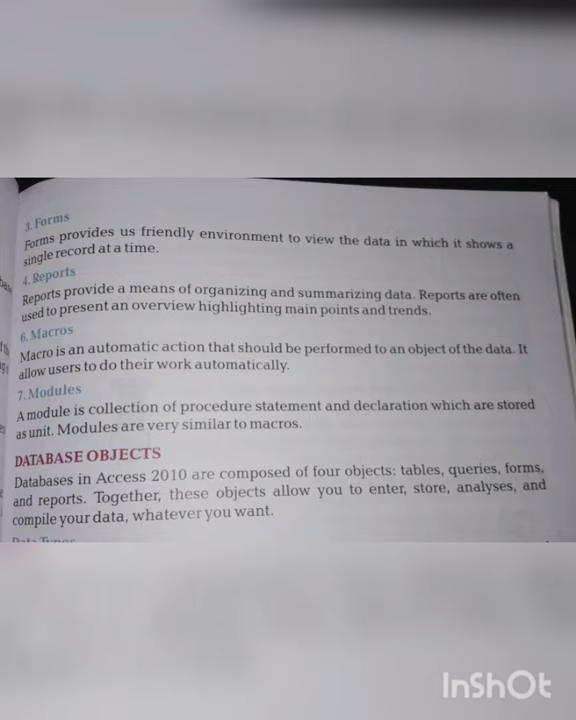 3. Forms
Forms provides us friendly environment to view the data in which it shows a
single record at a time.
4. Reports
Reports provide a means of organizing and summarizing data. Reports are often
used to present an overview highlighting main points and trends.
6. Macros
Macro is an automatic action that should be performed to an object of the data. It
allow users to do their work automatically.
7. Modules
A module is collection of procedure statement and declaration which are stored
as unit. Modules are very similar to macros.
DATABASE OBJECTS
Databases in Access 2010 are composed of four objects: tables, queries, forms,
and reports. Together, these objects allow you to enter, store, analyses, and
compile your data, whatever you want.
Data Types
InShOt